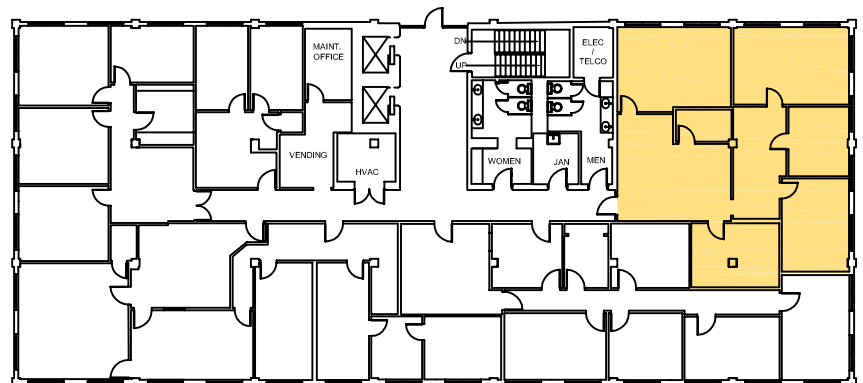 MAINT.
OFFICE
DN
UP
ELEC
/
TELCO
VENDING
HVAC
WOMEN
JAN
MEN